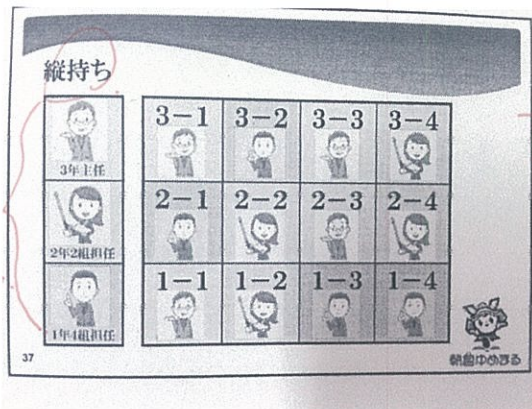 縦持ち
3年主任
2年2組担任
1年4組担任
3-1 3-2 3-3 3-4
2-1 2-2 2-3 2-4
1-1 1-2 1-3 1-4
37
朝倉ゆめまる